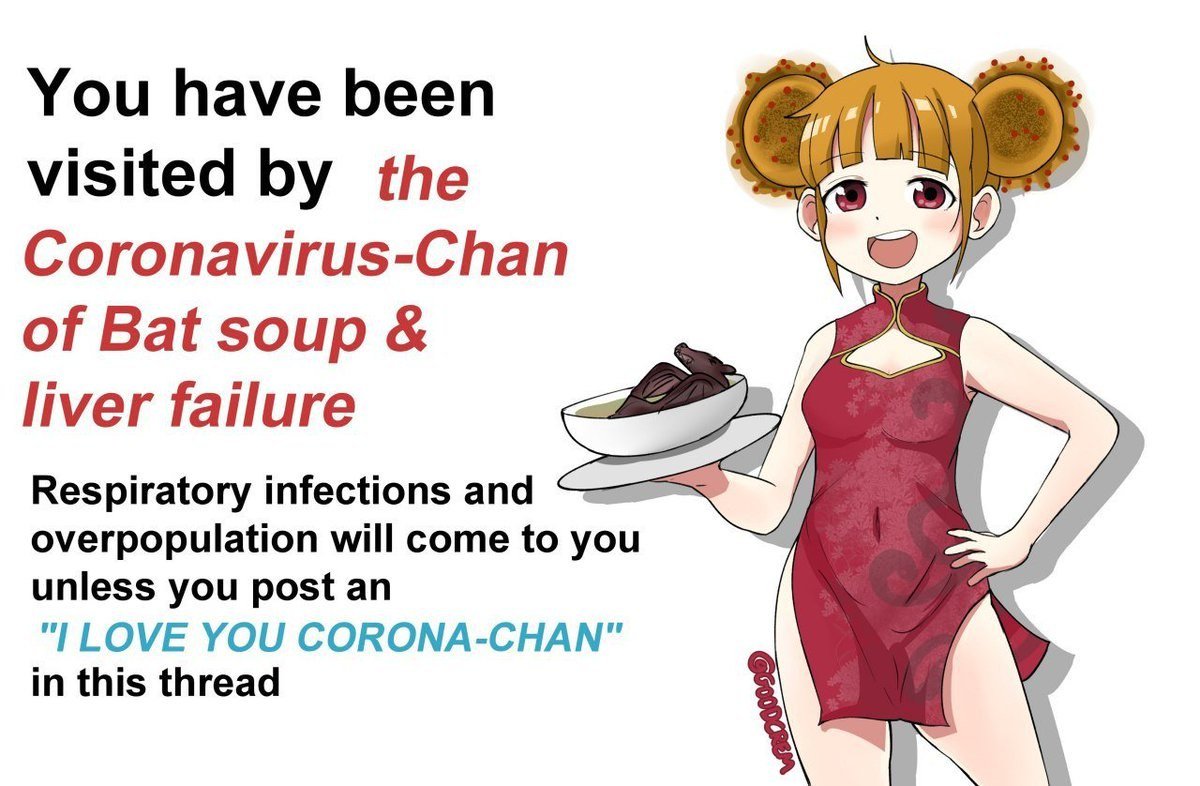 You have been
visited by the
Coronavirus-Chan
of Bat soup &
liver failure
Respiratory infections and
overpopulation will come to you
unless you post an
"I LOVE YOU CORONA-CHAN"
in this thread
@GOODCREM